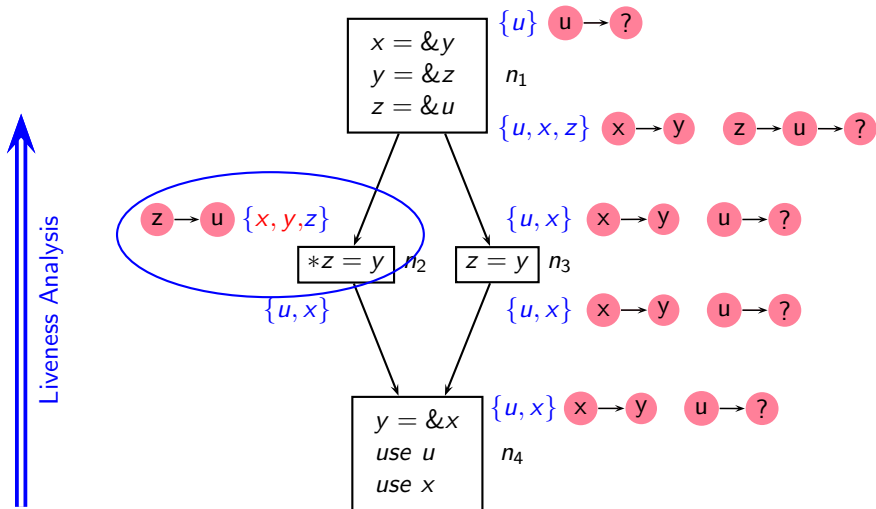 {u} u ?
x = &y
y = &z
z = &u
n₁
{u, x, z} x y z u ?
z u {x, y,z}
{u, x} x y u ?
*z = y n₂
z = y n₃
{u, x}
{u, x} x y u ?
{u, x} x y u ?
y = &x
use u
use x
n₄
Liveness Analysis